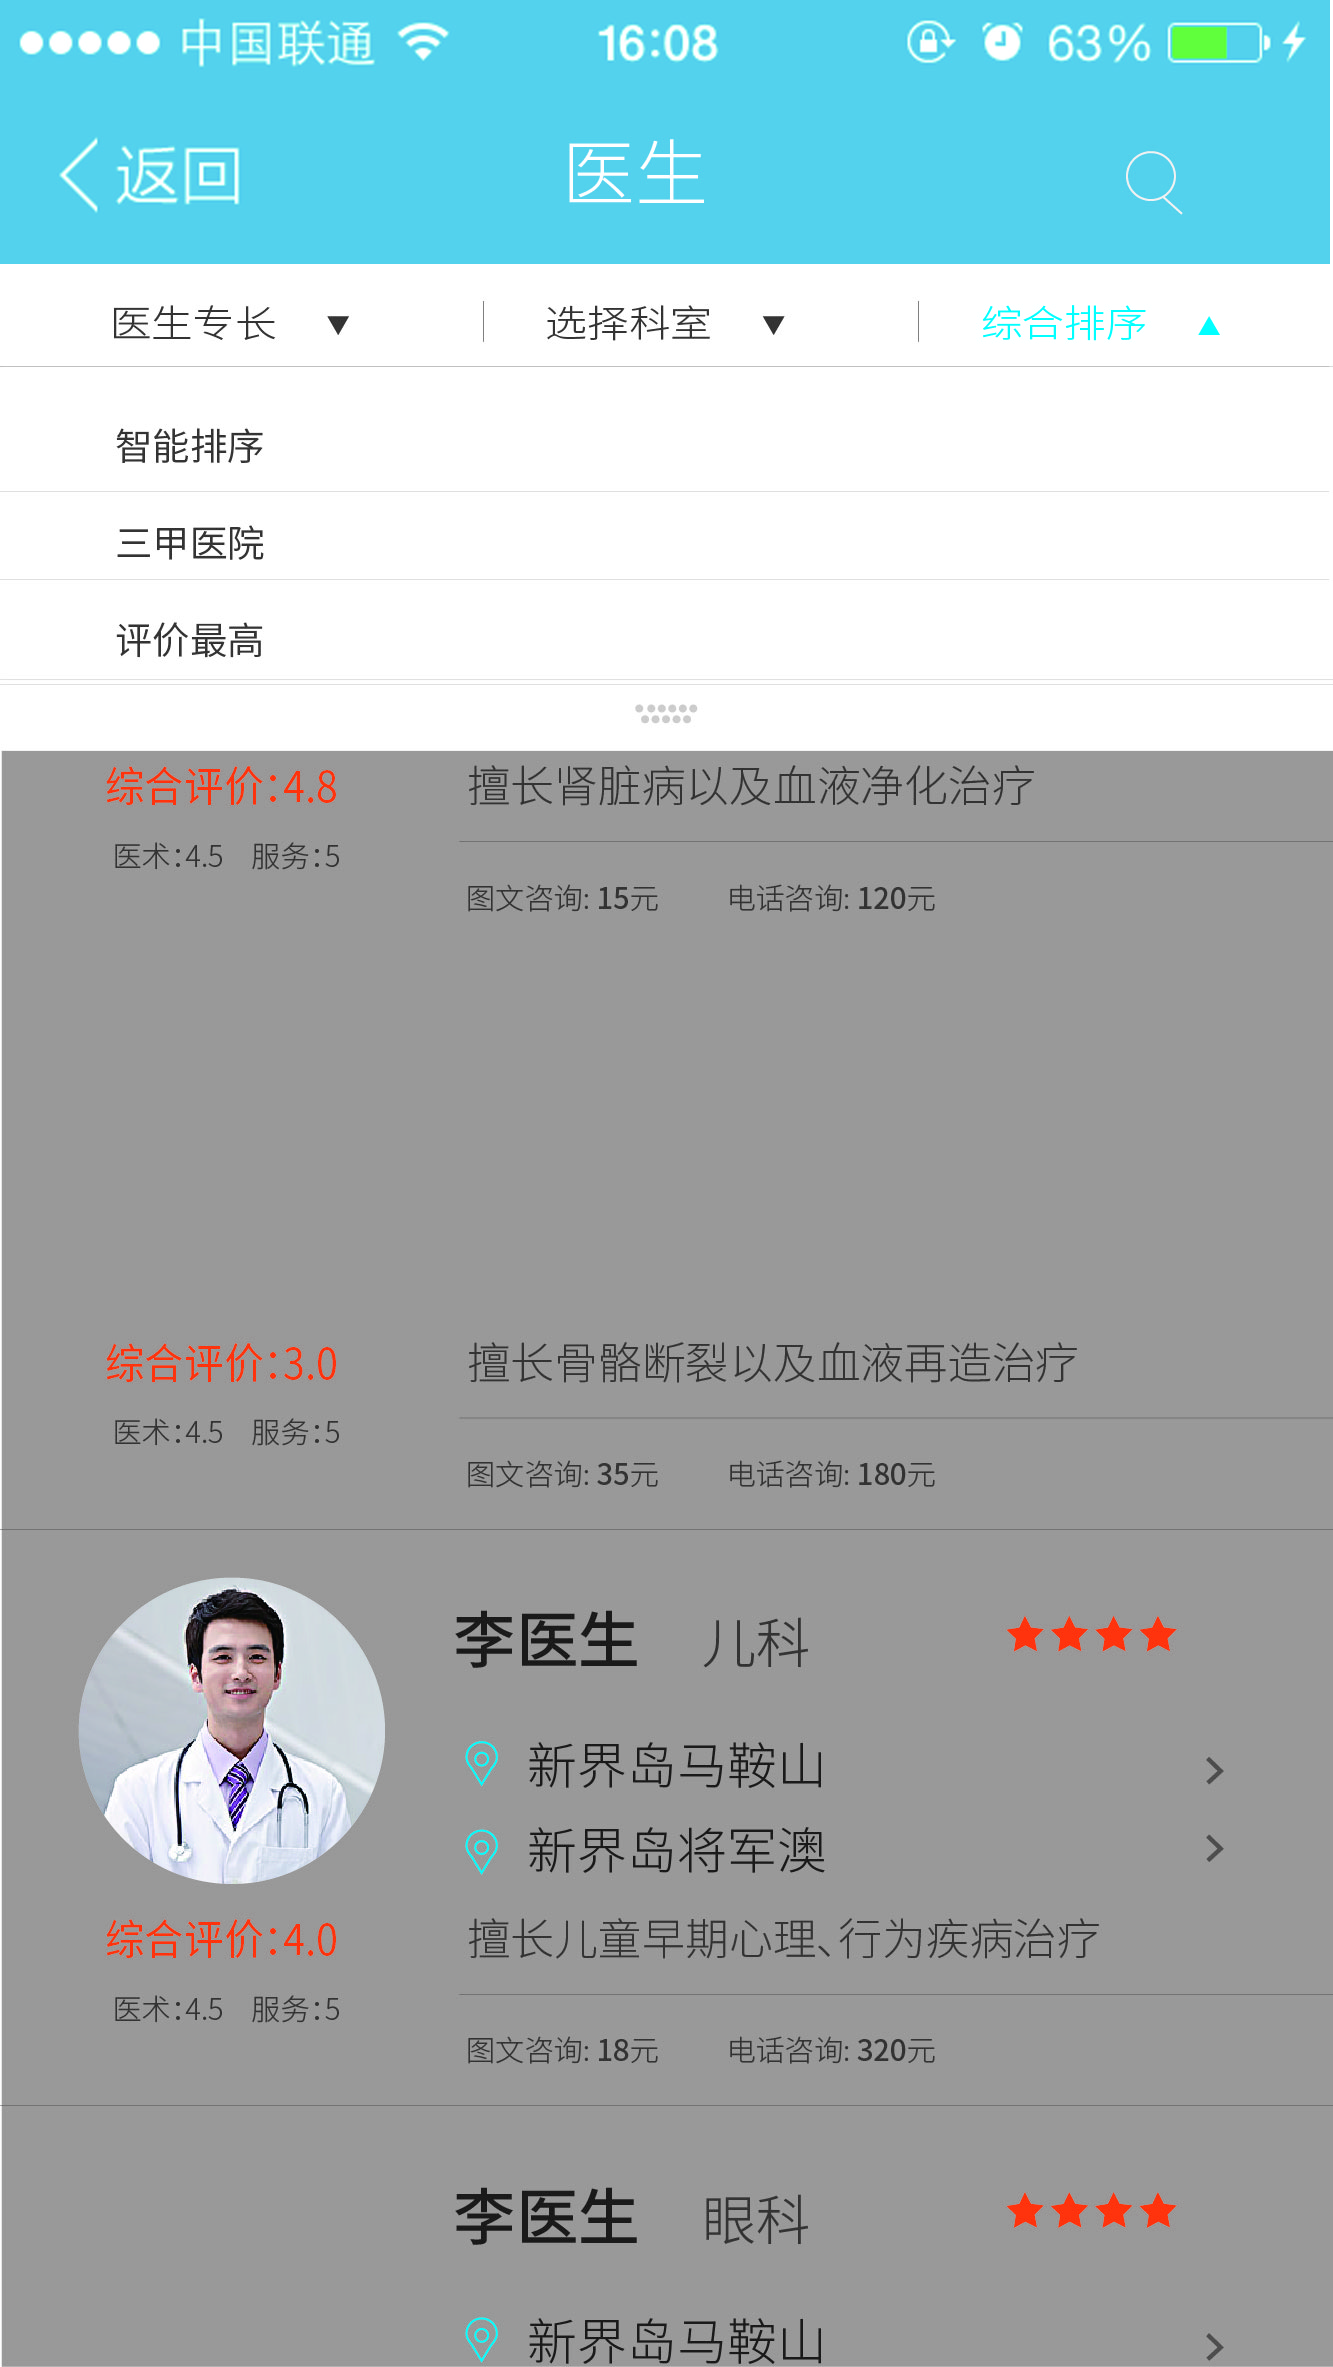 中国联通 16:08 63%
返回 医生
医生专长 ▼ 选择科室 ▼ 综合排序 ▲
智能排序
三甲医院
评价最高
综合评价:4.8 擅长肾脏病以及血液净化治疗
医术:4.5 服务:5
图文咨询: 15元 电话咨询: 120元
综合评价:3.0 擅长骨骼断裂以及血液再造治疗
医术:4.5 服务:5
图文咨询: 35元 电话咨询: 180元
李医生 儿科
新界岛马鞍山
新界岛将军澳
综合评价:4.0 擅长儿童早期心理、行为疾病治疗
医术:4.5 服务:5
图文咨询: 18元 电话咨询: 320元
李医生 眼科
新界岛马鞍山